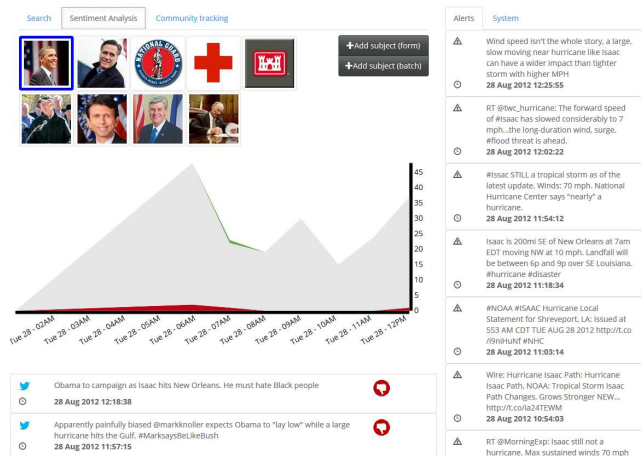 Search
Sentiment Analysis
Community tracking
NATIONAL GUARD
+Add subject (form)
+Add subject (batch)
45
40
35
30
25
20
15
10
5
0
Tue 28 - 02AM
Tue 28 - 03AM
Tue 28 - 04AM
Tue 28 - 05AM
Tue 28 - 06AM
Tue 28 - 07AM
Tue 28 - 08AM
Tue 28 - 09AM
Tue 28 - 10AM
Tue 28 - 11AM
Tue 28 - 12PM
Obama to campaign as Isaac hits New Orleans. He must hate Black people
28 Aug 2012 12:18:38
Apparently painfully biased @markknoller expects Obama to "lay low" while a large
hurricane hits the Gulf. #MarksaysBeLikeBush
28 Aug 2012 11:57:15
Alerts
System
Wind speed isn't the whole story, a large,
slow moving near hurricane like Isaac
can have a wider impact than tighter
storm with higher MPH
28 Aug 2012 12:25:55
RT @twc_hurricane: The forward speed
of #Isaac has slowed considerably to 7
mph...the long-duration wind, surge,
#flood threat is ahead.
28 Aug 2012 12:02:22
#Issac STILL a tropical storm as of the
latest update. Winds: 70 mph. National
Hurricane Center says "nearly" a
hurricane.
28 Aug 2012 11:54:12
Isaac is 200mi SE of New Orleans at 7am
EDT moving NW at 10 mph. Landfall will
be between 6p and 9p over SE Louisiana.
#hurricane #disaster
28 Aug 2012 11:18:34
#NOAA #ISAAC Hurricane Local
Statement for Shreveport, LA: Issued at
553 AM CDT TUE AUG 28 2012 http://t.co
/i9niHuNf #NHC
28 Aug 2012 11:03:14
Wire: Hurricane Isaac Path: Hurricane
Isaac Path, NOAA: Tropical Storm Isaac
Path Changes, Grows Stronger NEW...
http://t.co/ia24TEWM
28 Aug 2012 10:54:03
RT @MorningExp: Isaac still not a
hurricane. Max sustained winds 70 mph